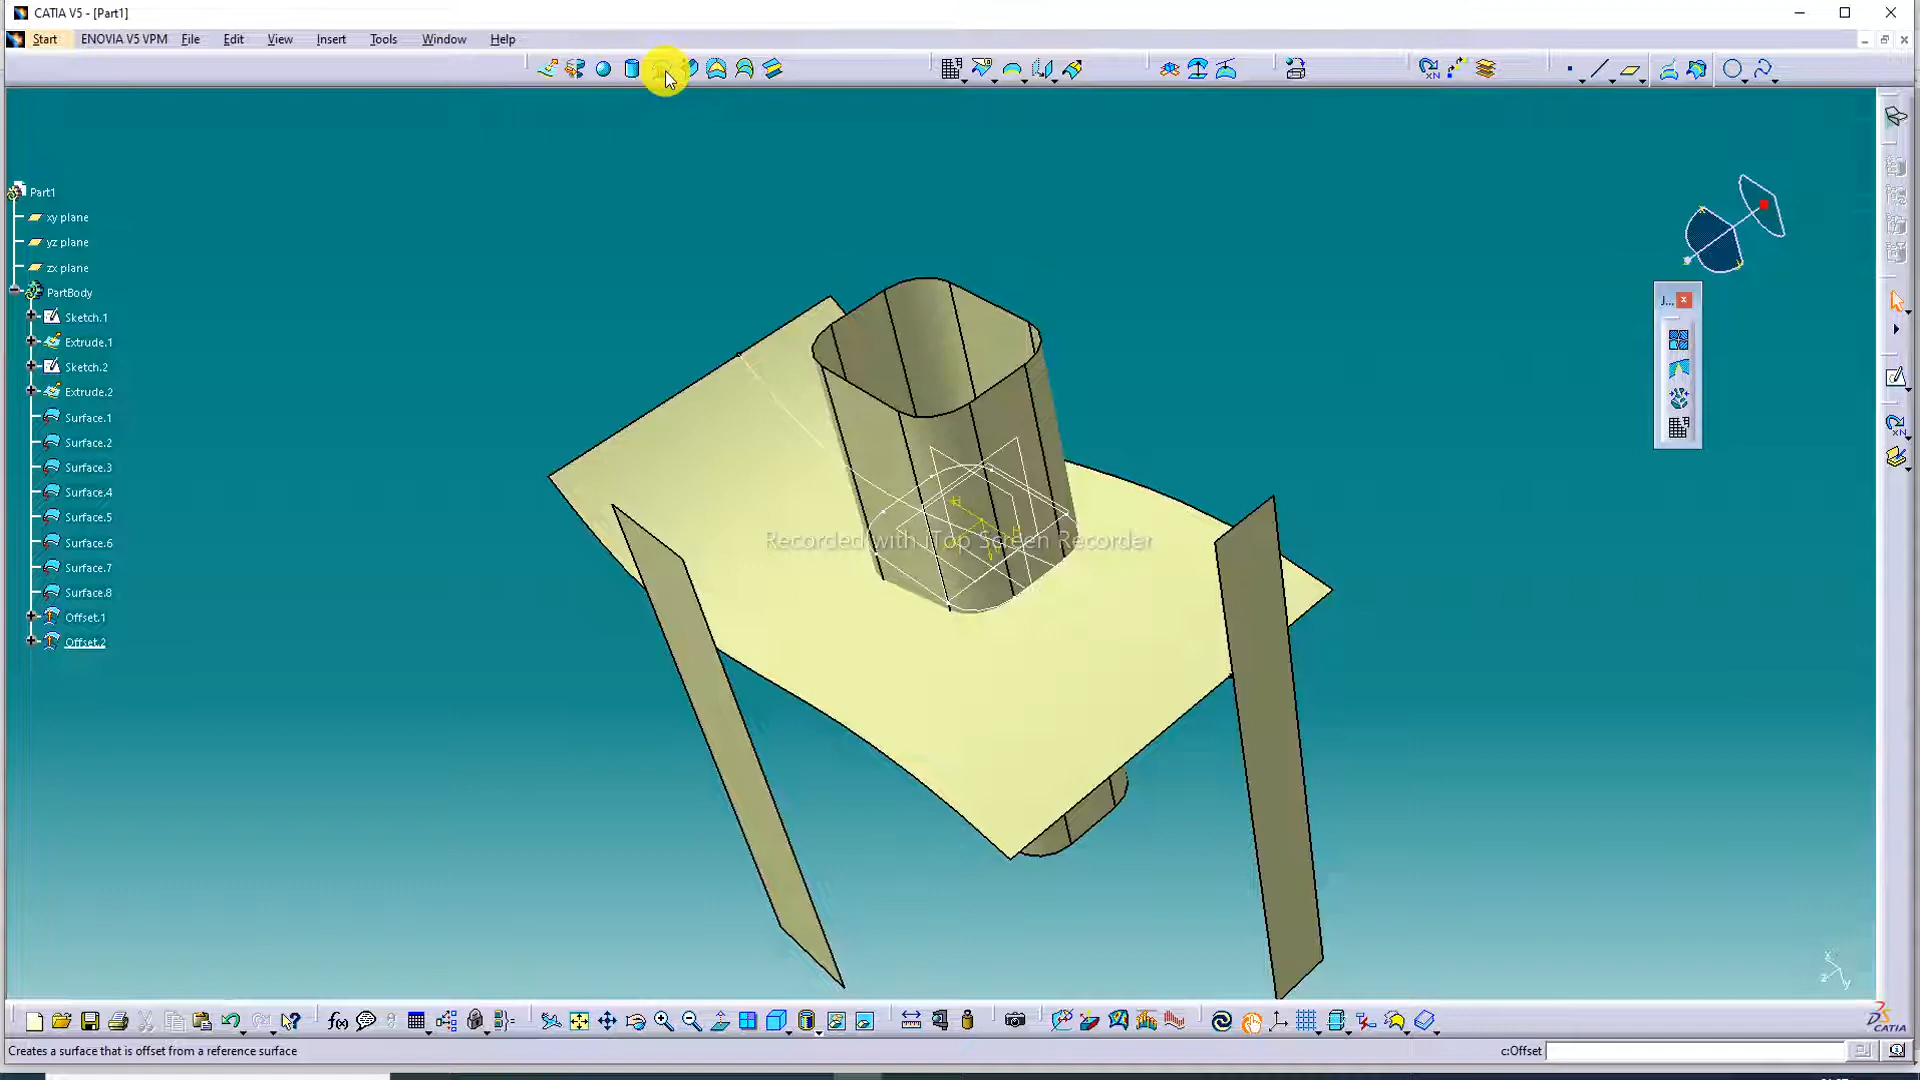 CATIA V5 - [Part1]
Start ENOVIA V5 VPM File Edit View Insert Tools Window Help
Part1
xy plane
yz plane
zx plane
PartBody
Sketch.1
Extrude.1
Sketch.2
Extrude.2
Surface.1
Surface.2
Surface.3
Surface.4
Surface.5
Surface.6
Surface.7
Surface.8
Offset.1
Offset.2
J...
Recorded with iTop Screen Recorder
CATIA
Creates a surface that is offset from a reference surface
c:Offset